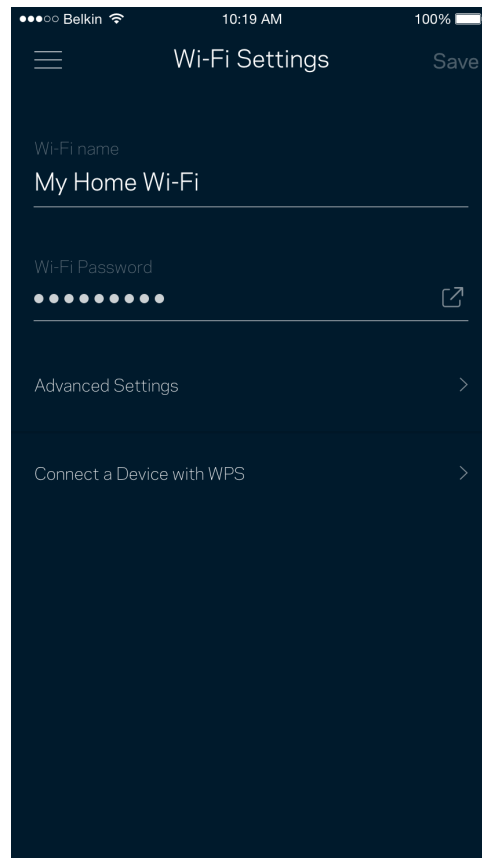 ●●●○○ Belkin 10:19 AM 100%
Wi-Fi Settings Save
Wi-Fi name
My Home Wi-Fi
Wi-Fi Password
●●●●●●●●●
Advanced Settings
Connect a Device with WPS